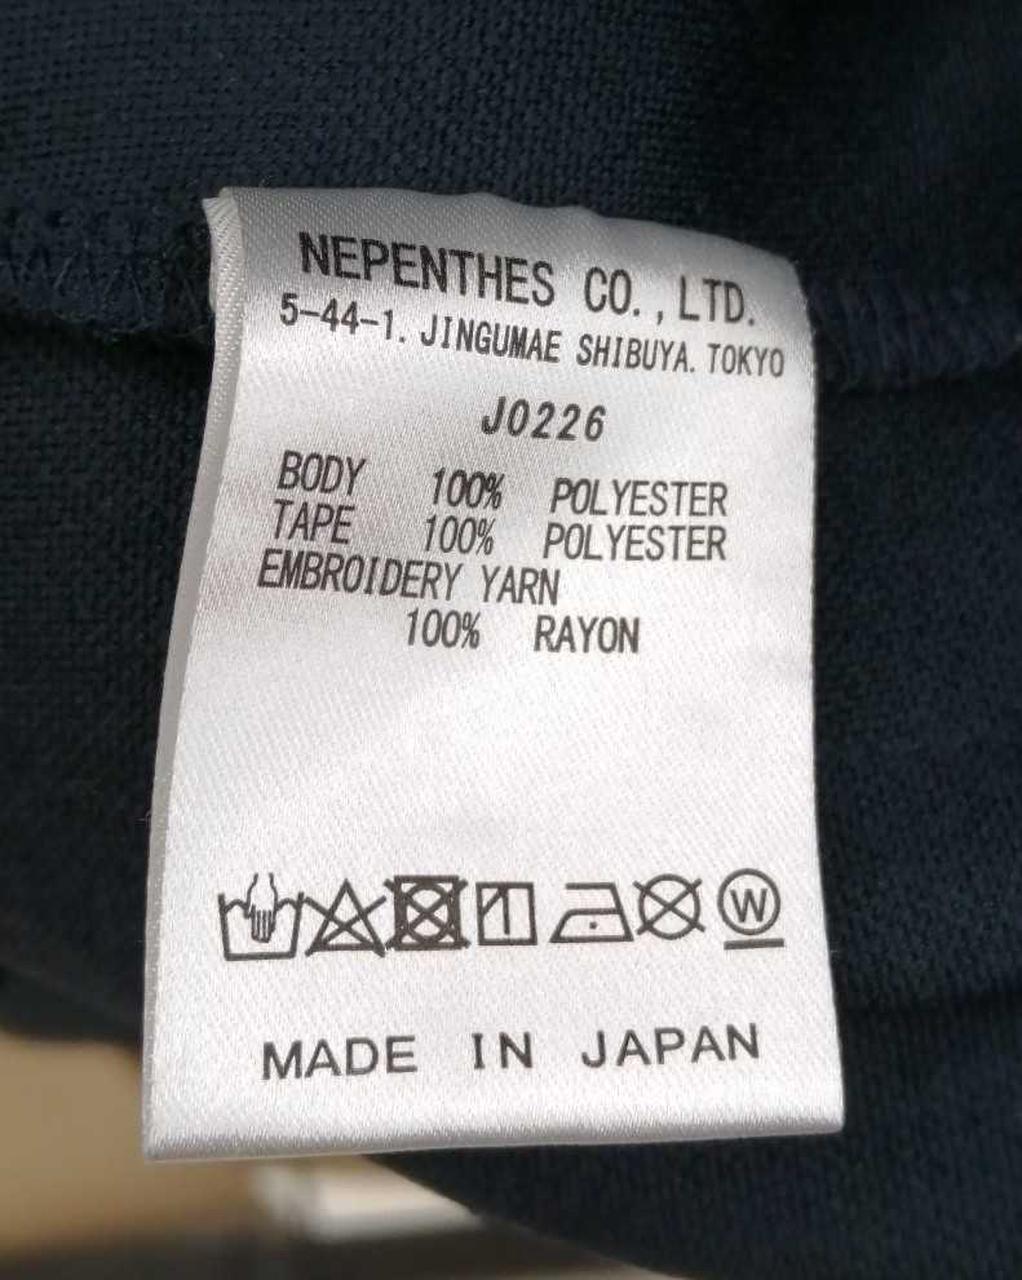 NEPENTHES CO.,LTD.
5-44-1. JINGUMAE SHIBUYA. TOKYO
J0226
BODY 100% POLYESTER
TAPE 100% POLYESTER
EMBROIDERY YARN
100% RAYON
W
MADE IN JAPAN